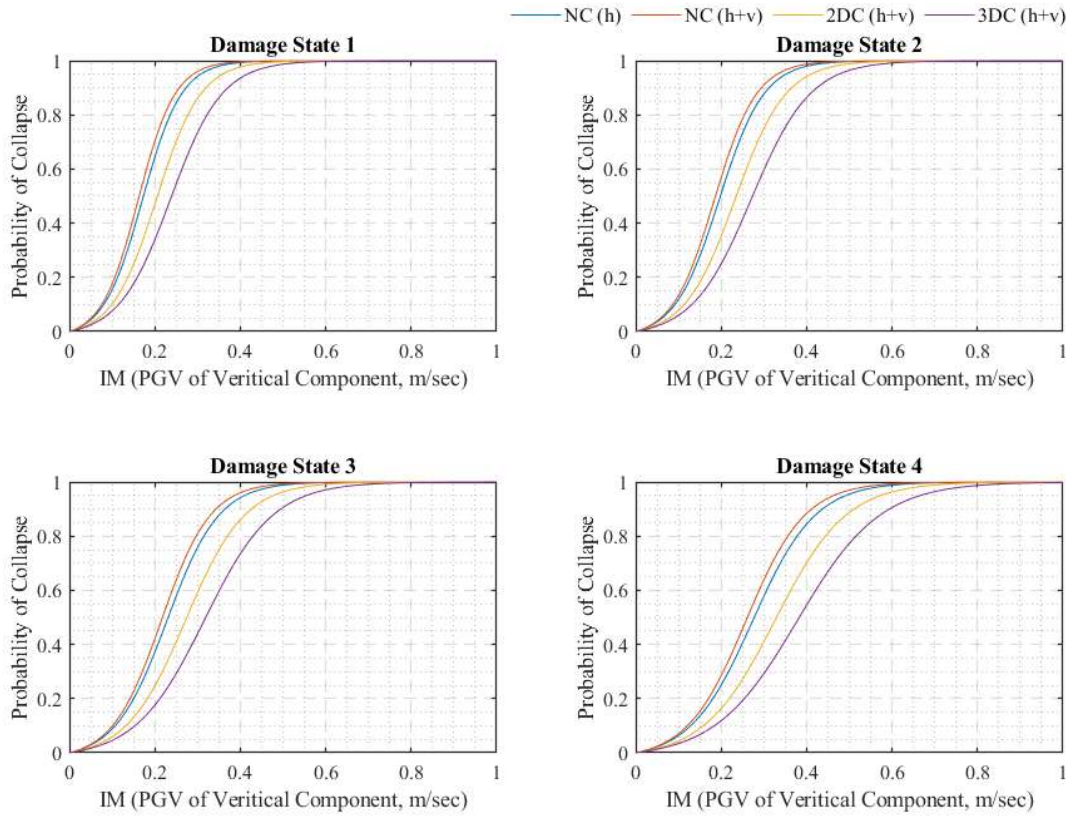 NC (h) NC (h+v) 2DC (h+v) 3DC (h+v)
Damage State 1
Probability of Collapse
1
0.8
0.6
0.4
0.2
0
0 0.2 0.4 0.6 0.8 1
IM (PGV of Veritical Component, m/sec)
Damage State 2
Probability of Collapse
1
0.8
0.6
0.4
0.2
0
0 0.2 0.4 0.6 0.8 1
IM (PGV of Veritical Component, m/sec)
Damage State 3
Probability of Collapse
1
0.8
0.6
0.4
0.2
0
0 0.2 0.4 0.6 0.8 1
IM (PGV of Veritical Component, m/sec)
Damage State 4
Probability of Collapse
1
0.8
0.6
0.4
0.2
0
0 0.2 0.4 0.6 0.8 1
IM (PGV of Veritical Component, m/sec)